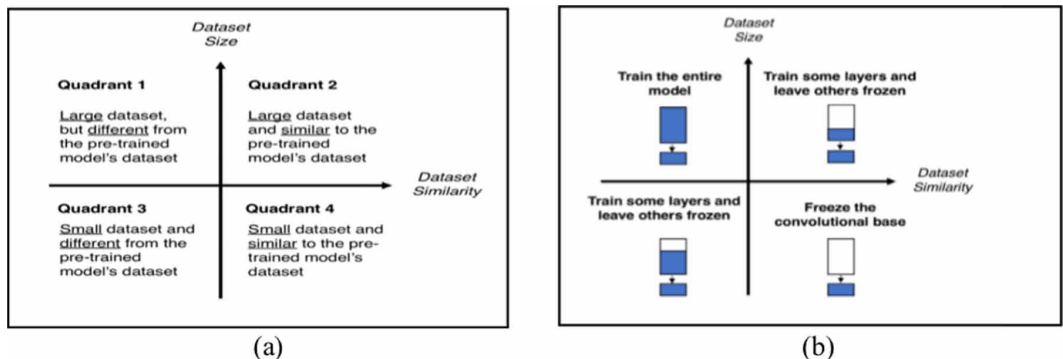 Dataset
Size
Quadrant 1
Large dataset,
but different from
the pre-trained
model's dataset
Quadrant 2
Large dataset
and similar to the
pre-trained
model's dataset
Dataset
Similarity
Quadrant 3
Small dataset and
different from the
pre-trained
model's dataset
Quadrant 4
Small dataset and
similar to the pre-
trained model's
dataset
(a)
Dataset
Size
Train the entire
model
Train some layers and
leave others frozen
Dataset
Similarity
Train some layers and
leave others frozen
Freeze the
convolutional base
(b)